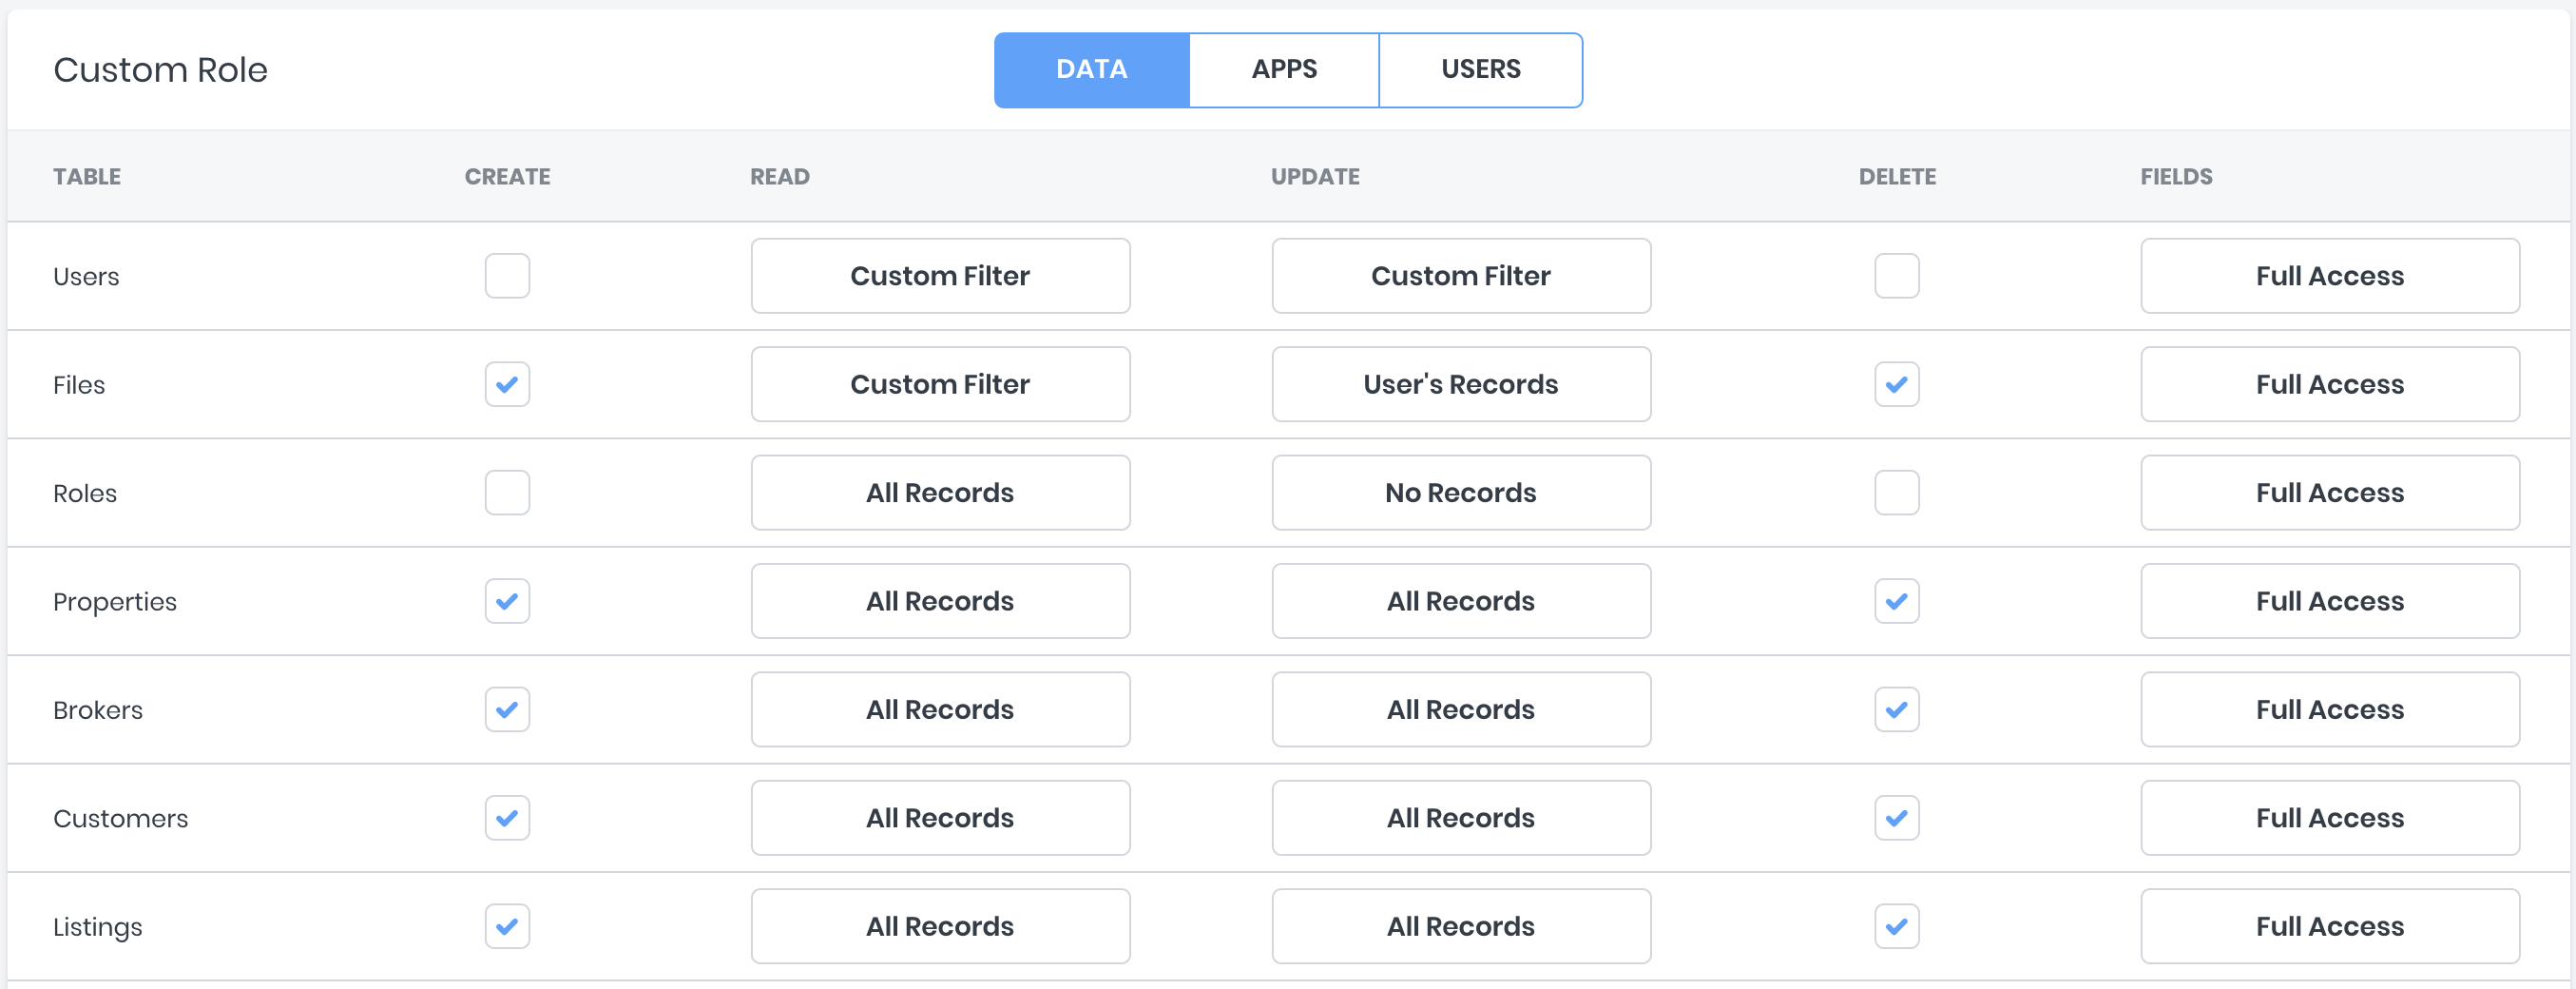 Custom Role DATA APPS USERS
TABLE CREATE READ UPDATE DELETE FIELDS
Users Custom Filter Custom Filter Full Access
Files Custom Filter User's Records Full Access
Roles All Records No Records Full Access
Properties All Records All Records Full Access
Brokers All Records All Records Full Access
Customers All Records All Records Full Access
Listings All Records All Records Full Access